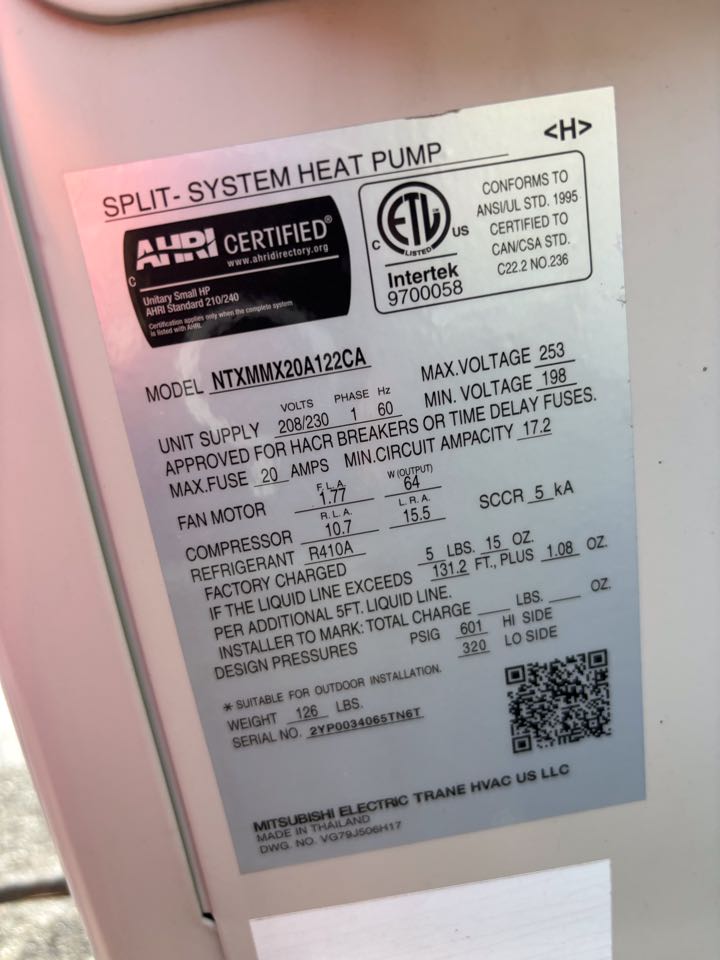 <H>
SPLIT- SYSTEM HEAT PUMP
AHRI CERTIFIED®
www.ahridirectory.org
Unitary Small HP
AHRI Standard 210/240
Certification applies only when the complete system
is listed with AHRI.
C ETL US
LISTED
Intertek
9700058
CONFORMS TO
ANSI/UL STD. 1995
CERTIFIED TO
CAN/CSA STD.
C22.2 NO.236
MODEL NTXMMX20A122CA
VOLTS PHASE Hz
UNIT SUPPLY 208/230 1 60
MAX.VOLTAGE 253
MIN. VOLTAGE 198
APPROVED FOR HACR BREAKERS OR TIME DELAY FUSES.
MAX.FUSE 20 AMPS MIN.CIRCUIT AMPACITY 17.2
F.L.A. W(OUTPUT)
FAN MOTOR 1.77 64
R.L.A. L.R.A.
COMPRESSOR 10.7 15.5
SCCR 5 kA
REFRIGERANT R410A
FACTORY CHARGED 5 LBS. 15 OZ.
IF THE LIQUID LINE EXCEEDS 131.2 FT., PLUS 1.08 OZ.
PER ADDITIONAL 5FT. LIQUID LINE.
INSTALLER TO MARK: TOTAL CHARGE LBS. OZ.
DESIGN PRESSURES PSIG 601 HI SIDE
320 LO SIDE
* SUITABLE FOR OUTDOOR INSTALLATION.
WEIGHT 126 LBS.
SERIAL NO. 2YP0034065TN6T
MITSUBISHI ELECTRIC TRANE HVAC US LLC
MADE IN THAILAND
DWG. NO. VG79J506H17